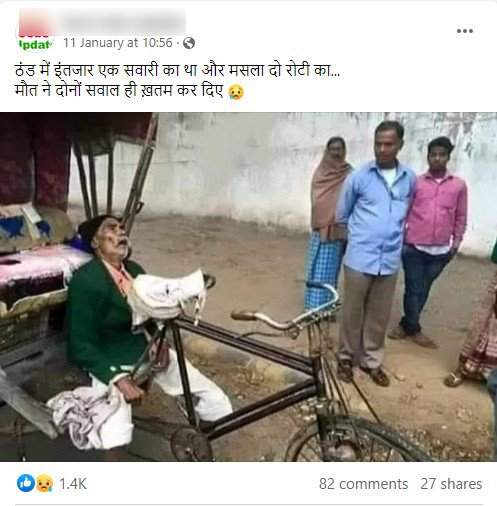 11 January at 10:56 ·
ठंड में इंतजार एक सवारी का था और मसला दो रोटी का...
मौत ने दोनों सवाल ही ख़तम कर दिए 😢
1.4K 82 comments 27 shares